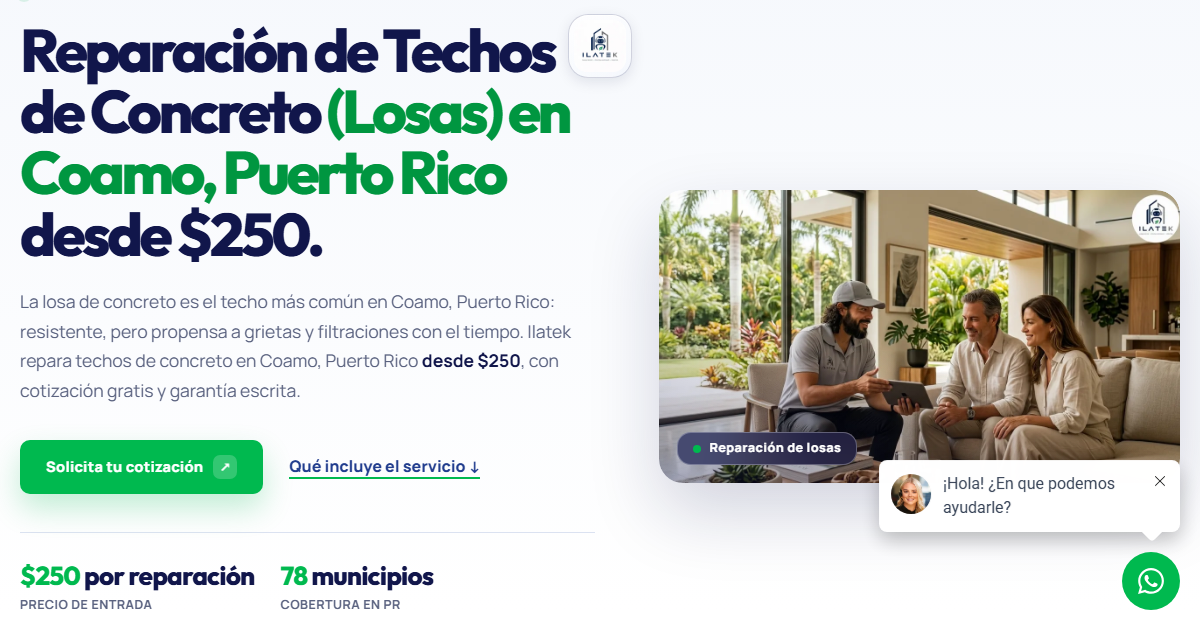 Reparación de Techos
ILATEK
de Concreto (Losas) en
Coamo, Puerto Rico
desde $250.
La losa de concreto es el techo más común en Coamo, Puerto Rico:
resistente, pero propensa a grietas y filtraciones con el tiempo. Ilatek
repara techos de concreto en Coamo, Puerto Rico desde $250, con
cotización gratis y garantía escrita.
Solicita tu cotización ↗
Qué incluye el servicio ↓
$250 por reparación
PRECIO DE ENTRADA
78 municipios
COBERTURA EN PR
ILATEK
Reparación de losas
¡Hola! ¿En que podemos
ayudarle?